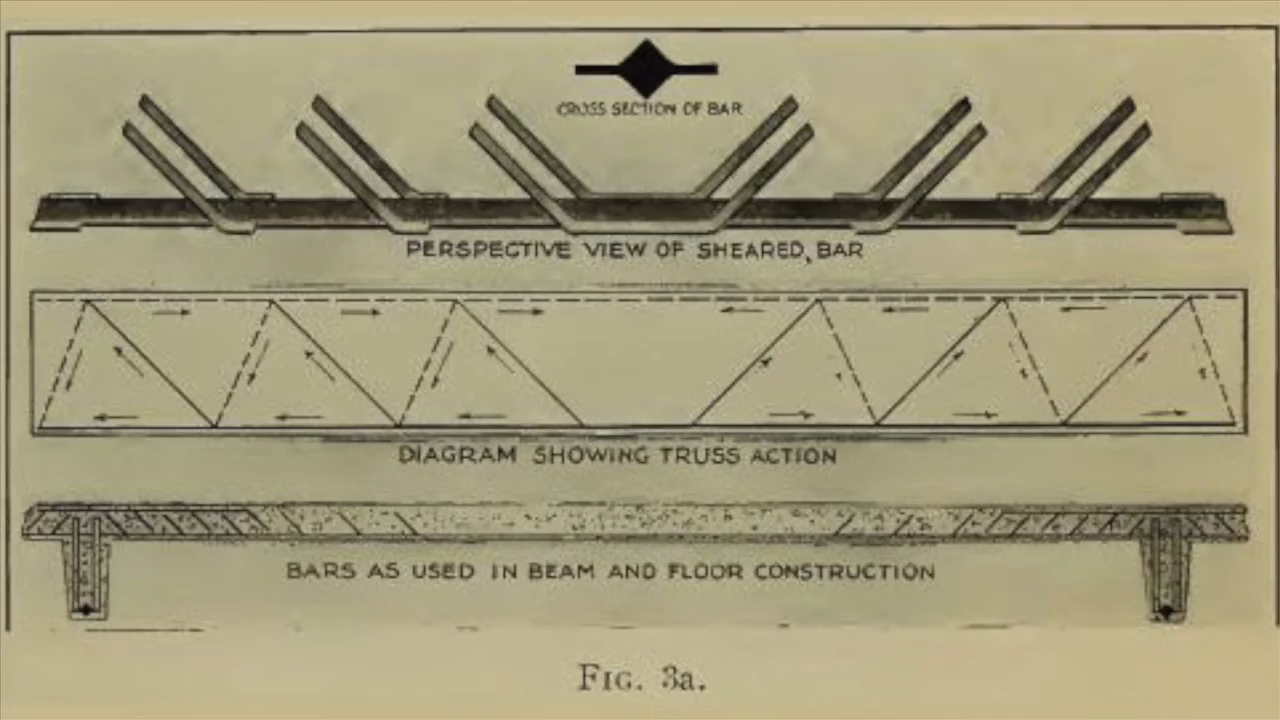 CROSS SECTION OF BAR
PERSPECTIVE VIEW OF SHEARED, BAR
DIAGRAM SHOWING TRUSS ACTION
BARS AS USED IN BEAM AND FLOOR CONSTRUCTION
FIG. 3a.